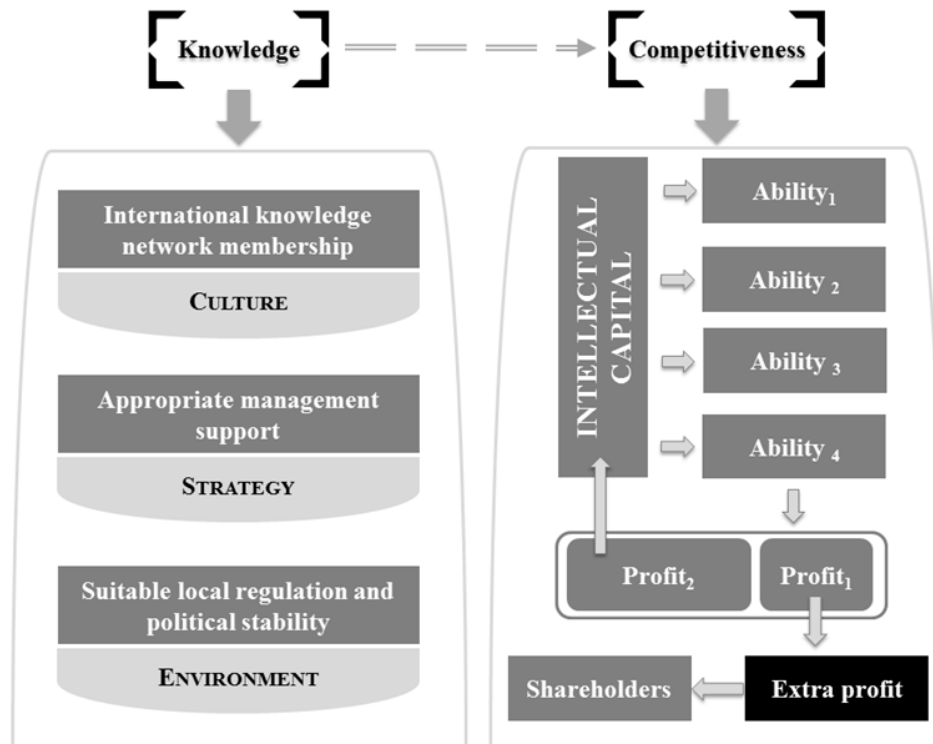 Knowledge
Competitiveness
International knowledge
network membership
CULTURE
Appropriate management
support
STRATEGY
Suitable local regulation and
political stability
ENVIRONMENT
INTELLECTUAL
CAPITAL
Ability₁
Ability ₂
Ability ₃
Ability ₄
Profit₂
Profit₁
Shareholders
Extra profit